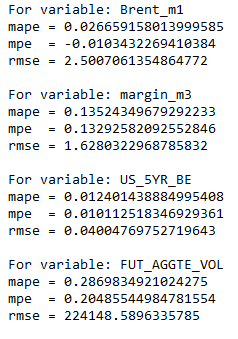 For variable: Brent_m1
mape = 0.026659158013999585
mpe  = -0.0103432269410384
rmse = 2.5007061354864772
For variable: margin_m3
mape = 0.13524349679292233
mpe  = 0.13292582092552846
rmse = 1.6280322968785832
For variable: US_5YR_BE
mape = 0.012401438884995408
mpe  = 0.010112518346929361
rmse = 0.04004769752719643
For variable: FUT_AGGTE_VOL
mape = 0.2869834921024275
mpe  = 0.20485544984781554
rmse = 224148.5896335785